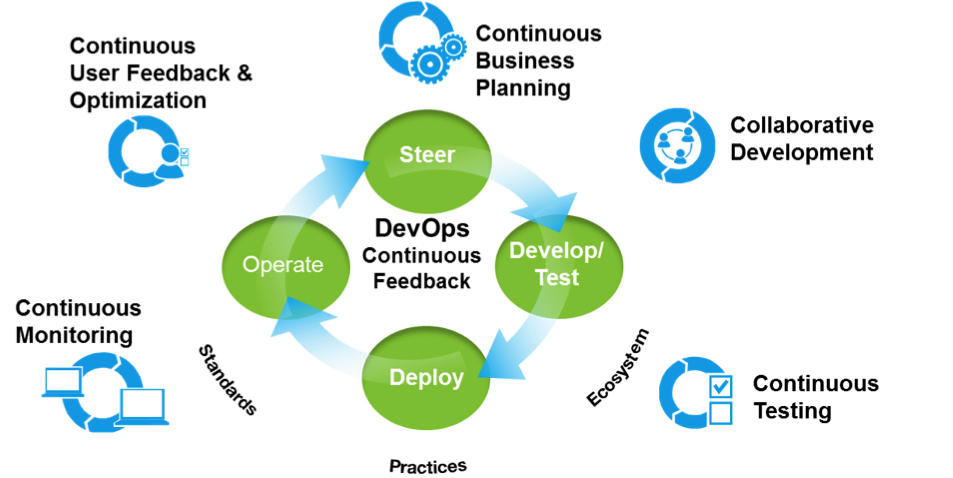 Continuous
User Feedback &
Optimization
Continuous
Business
Planning
Collaborative
Development
Steer
DevOps
Continuous
Feedback
Operate
Develop/
Test
Deploy
Continuous
Monitoring
Standards
Ecosystem
Practices
Continuous
Testing